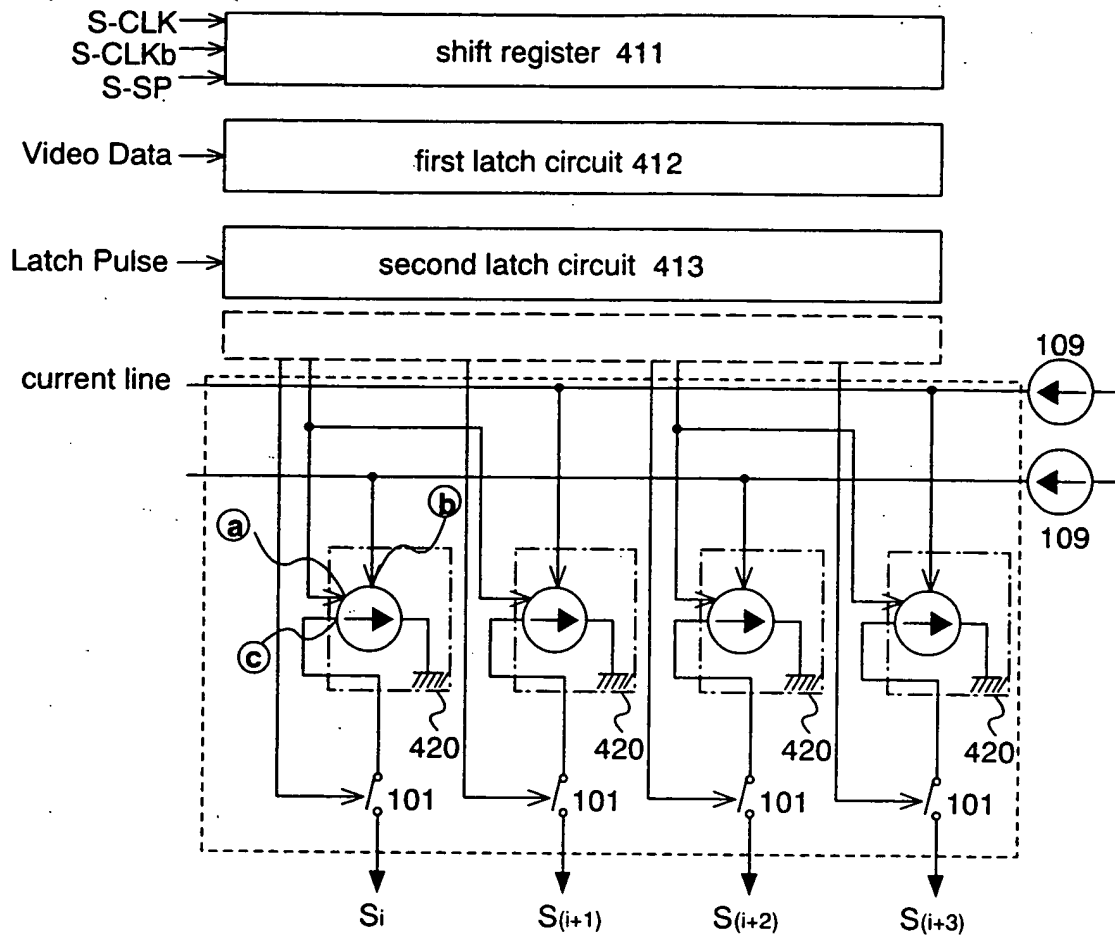 S-CLK
S-CLKb
S-SP
shift register 411
Video Data
first latch circuit 412
Latch Pulse
second latch circuit 413
current line
109
109
a
b
c
420
420
420
420
101
101
101
101
Si
S(i+1)
S(i+2)
S(i+3)